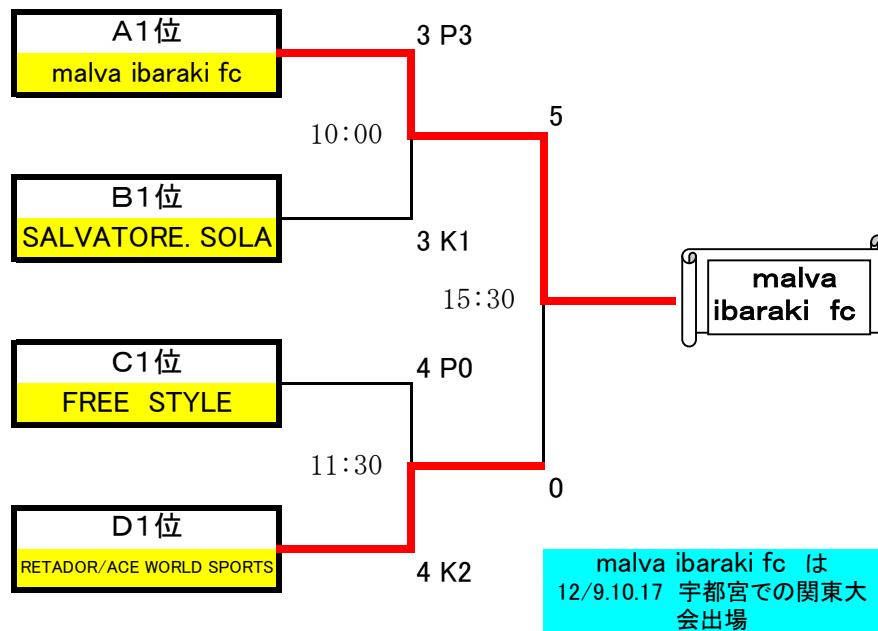 A1位
malva ibaraki fc
3 P3
10:00
5
B1位
SALVATORE. SOLA
3 K1
15:30
malva
ibaraki fc
C1位
FREE STYLE
4 P0
11:30
0
D1位
RETADOR/ACE WORLD SPORTS
4 K2
malva ibaraki fc は
12/9.10.17 宇都宮での関東大
会出場